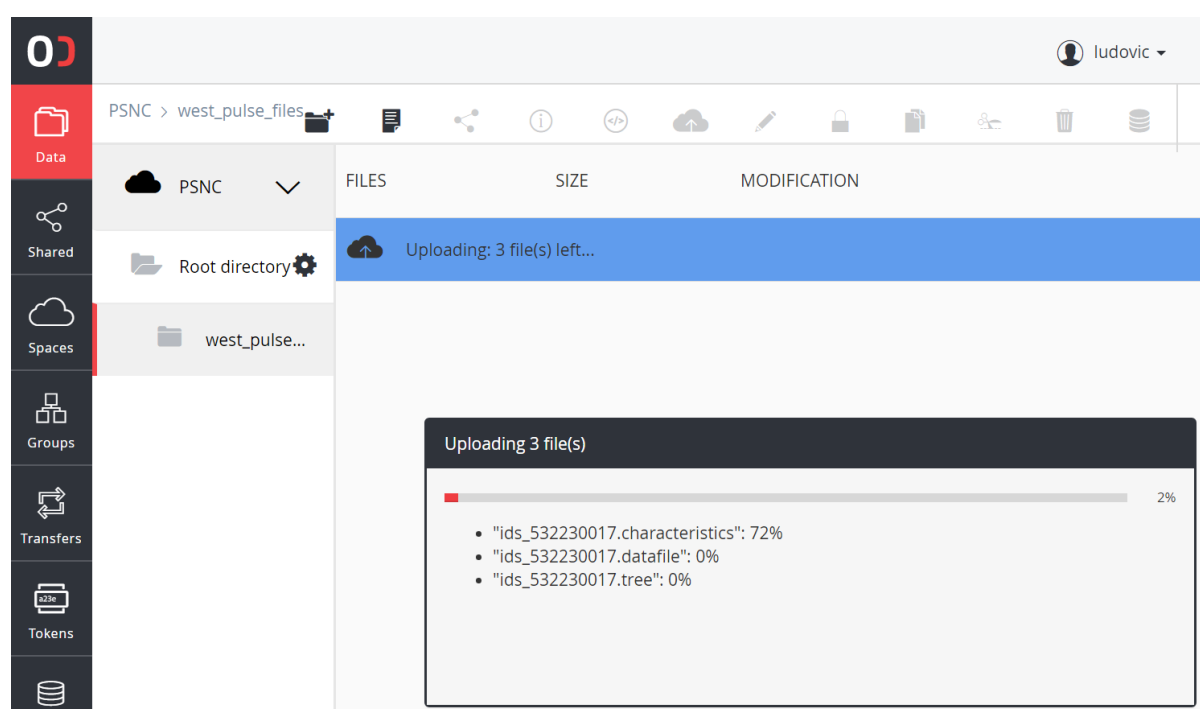 ludovic
PSNC > west_pulse_files
Data
Shared
Spaces
Groups
Transfers
a23e
Tokens
PSNC
Root directory
west_pulse...
FILES SIZE MODIFICATION
Uploading: 3 file(s) left...
Uploading 3 file(s)
2%
• "ids_532230017.characteristics": 72%
• "ids_532230017.datafile": 0%
• "ids_532230017.tree": 0%